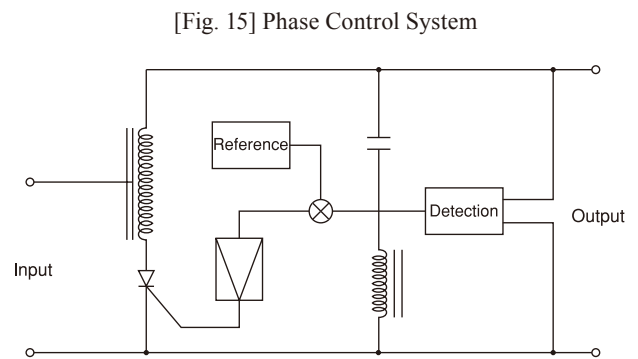 [Fig. 15] Phase Control System
Reference
Detection
Output
Input